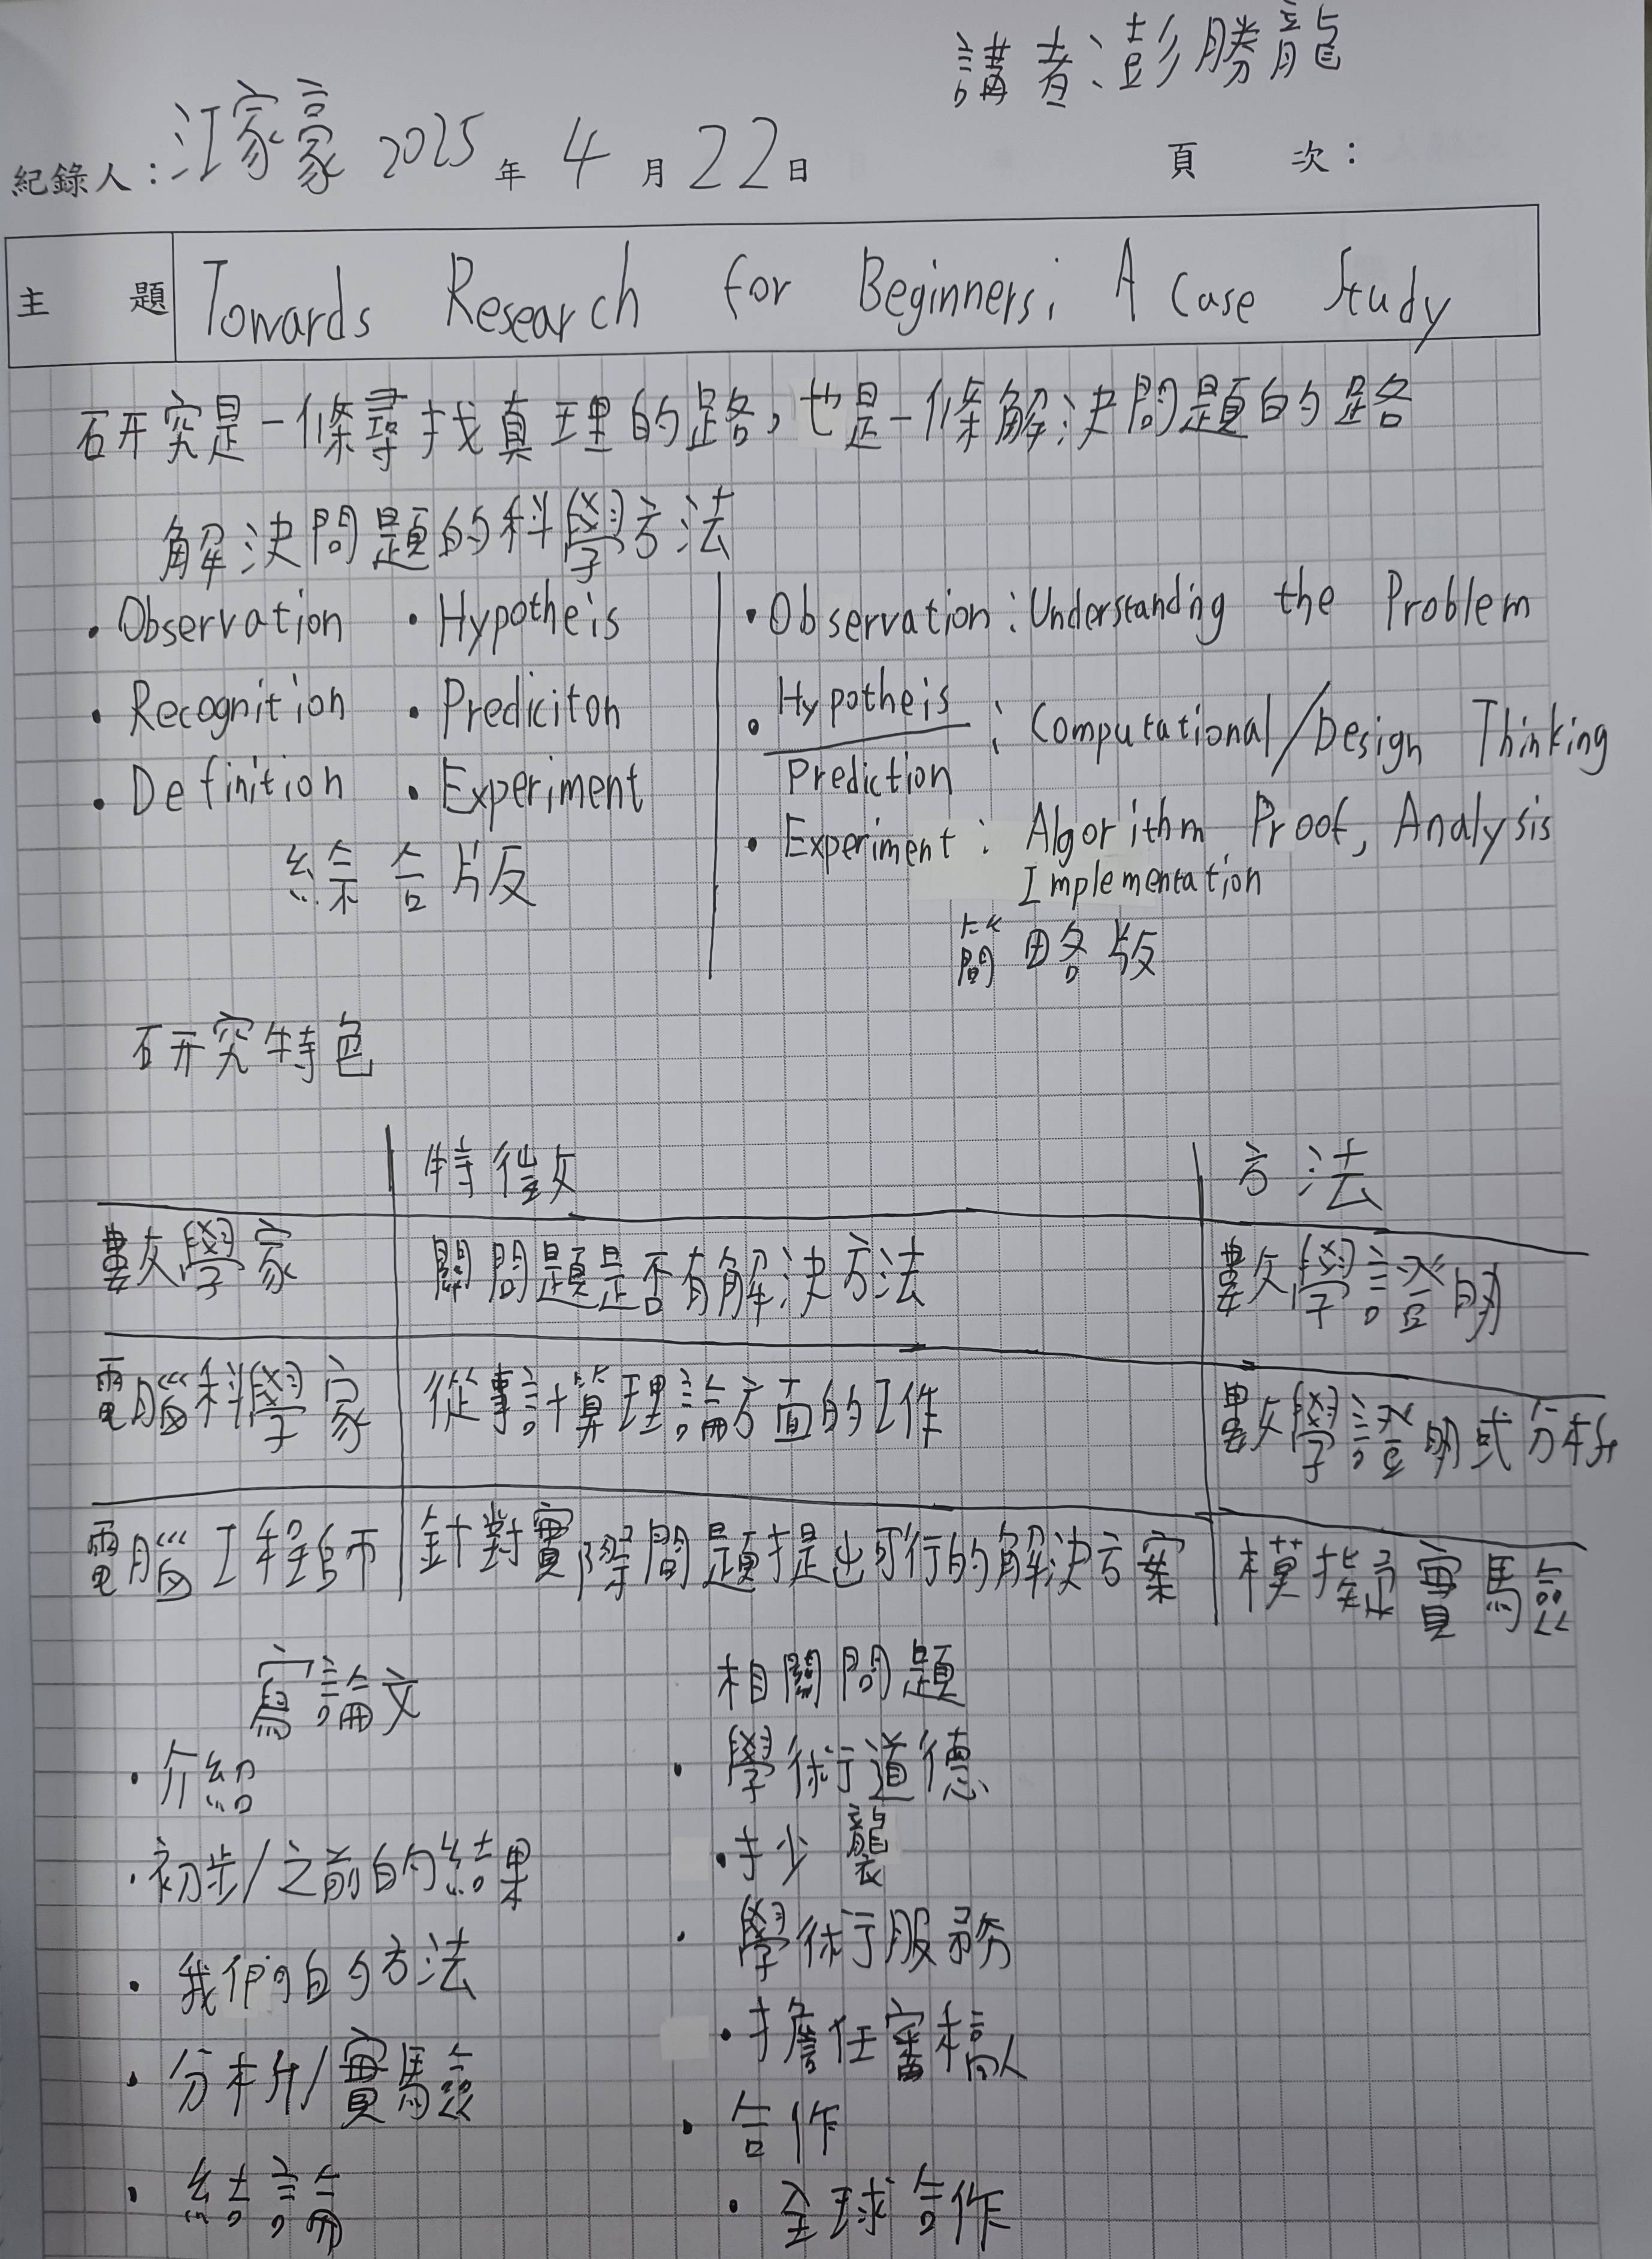 講者:彭勝龍
紀錄人:汪家豪 2025年4月22日 頁 次:
主 題 Towards Research for Beginners: A Case Study
研究是一條尋找真理的路,也是一條解決問題的路
解決問題的科學方法
·Observation ·Hypotheis
·Recognition ·Prediciton
·Definition ·Experiment
綜合版
·Observation:Understanding the Problem
·Hypotheis/Prediction: Computational/Design Thinking
·Experiment: Algorithm Proof, Analysis
Implementation
簡略版
研究特色
特徵 方法
數學家 關問題是否有解決方法 數學證明
電腦科學家 從事計算理論方面的工作 數學證明或分析
電腦工程師 針對實際問題提出可行的解決方案 模擬實驗
寫論文
·介紹
·初步/之前的結果
·我們的方法
·分析/實驗
·結論
相關問題
·學術道德
·抄襲
·學術服務
·擔任審稿人
·合作
·全球合作